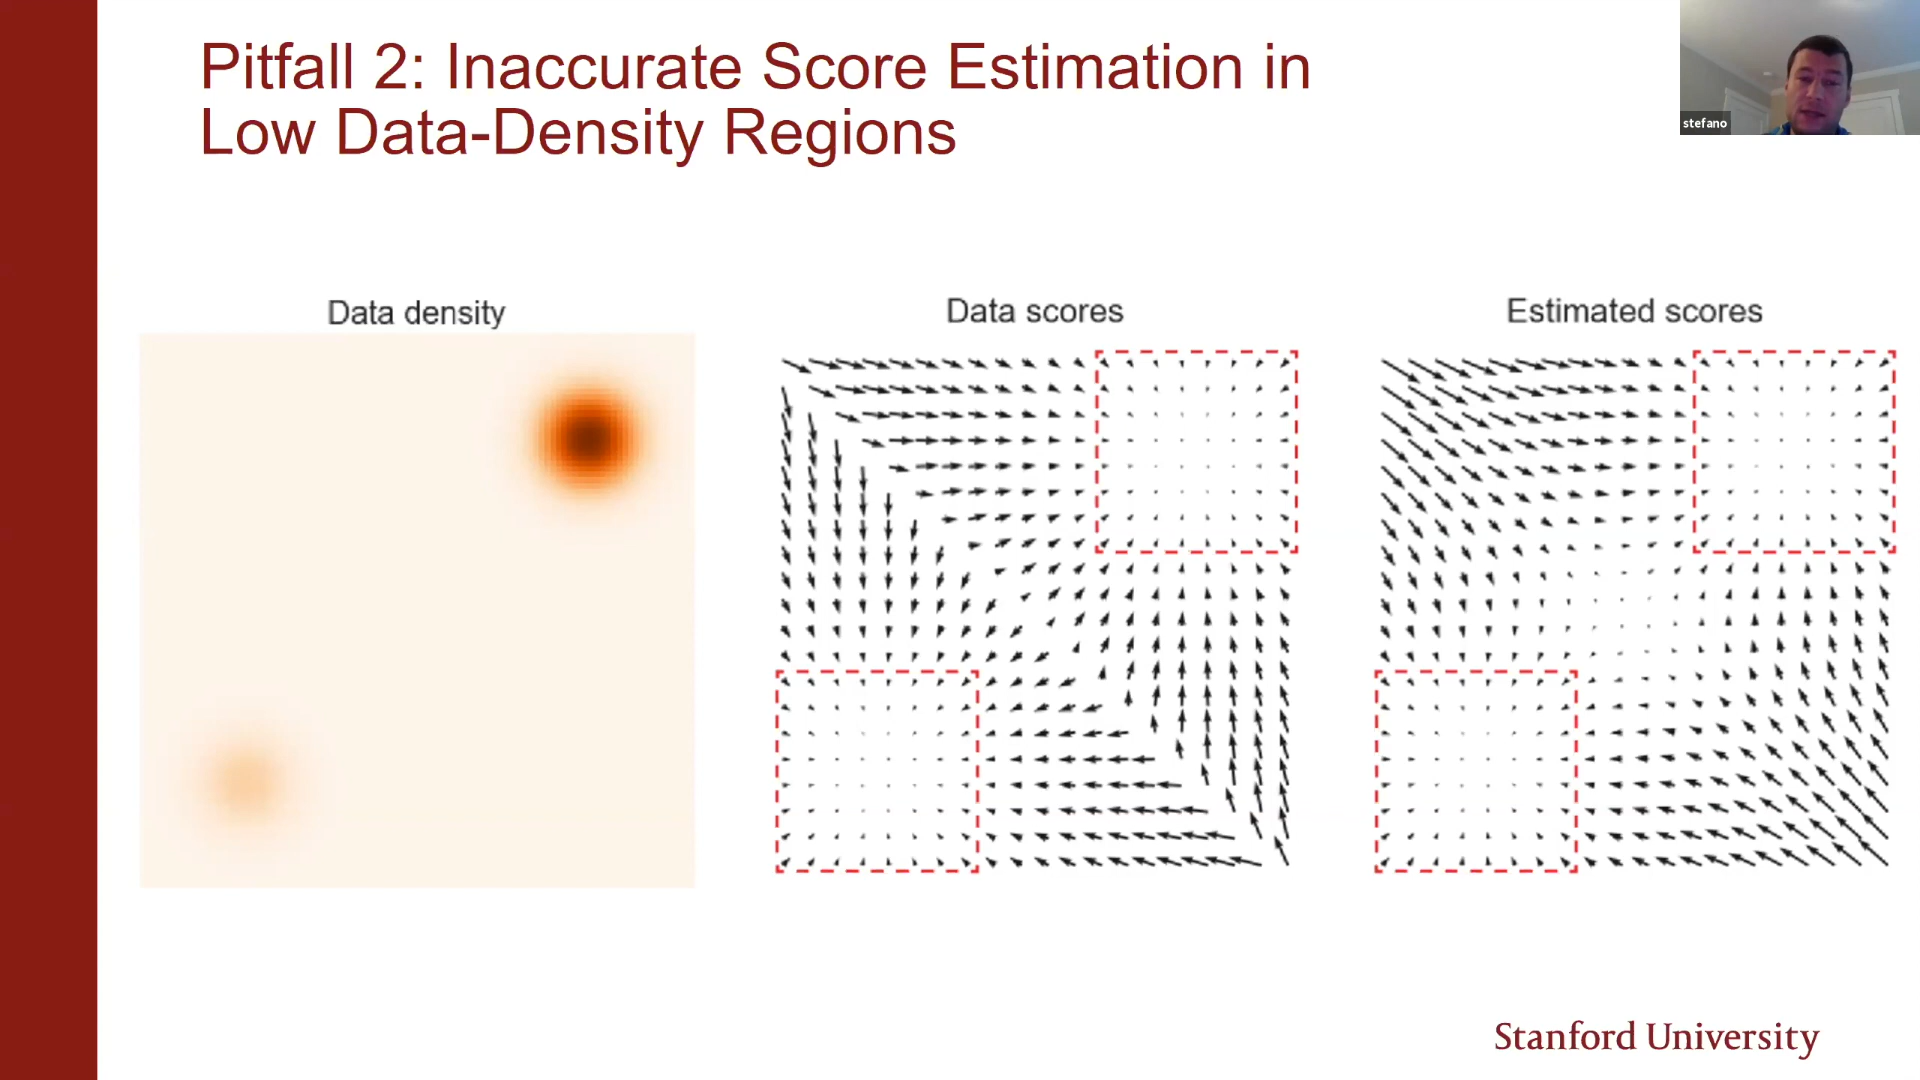 Pitfall 2: Inaccurate Score Estimation in
Low Data-Density Regions
stefano
Data density
Data scores
Estimated scores
Stanford University